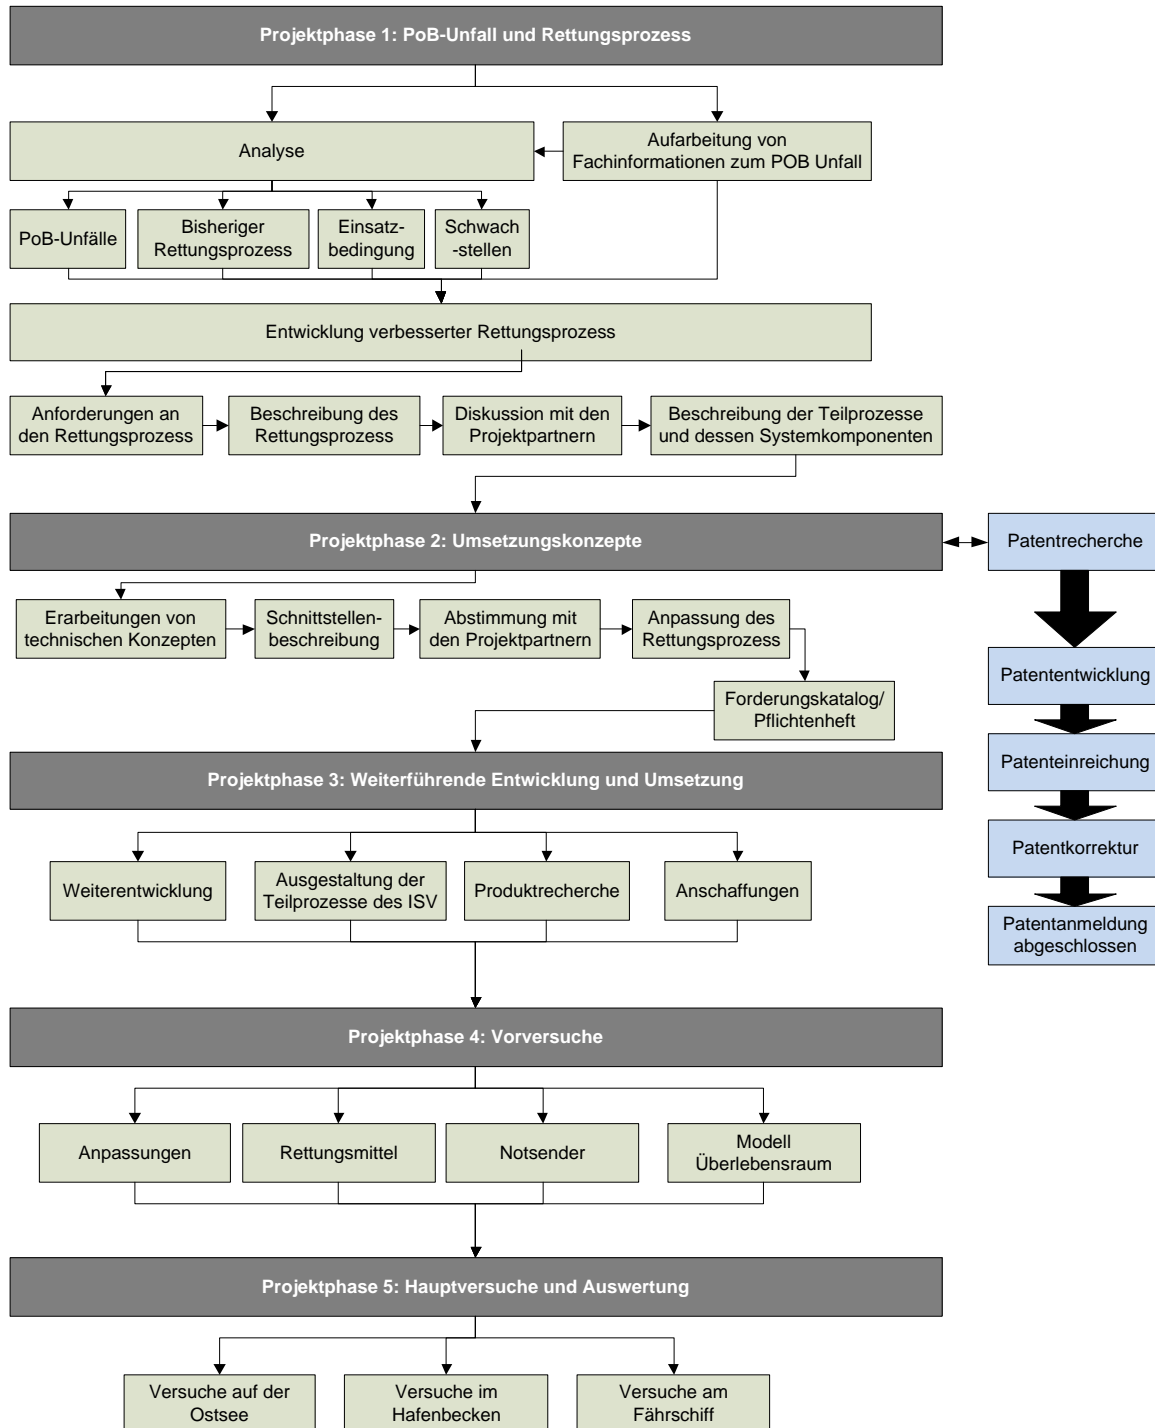 Projektphase 1: PoB-Unfall und Rettungsprozess
Analyse
Aufarbeitung von
Fachinformationen zum POB Unfall
PoB-Unfälle
Bisheriger
Rettungsprozess
Einsatz-
bedingung
Schwach
-stellen
Entwicklung verbesserter Rettungsprozess
Anforderungen an
den Rettungsprozess
Beschreibung des
Rettungsprozess
Diskussion mit den
Projektpartnern
Beschreibung der Teilprozesse
und dessen Systemkomponenten
Projektphase 2: Umsetzungskonzepte
Patentrecherche
Erarbeitungen von
technischen Konzepten
Schnittstellen-
beschreibung
Abstimmung mit
den Projektpartnern
Anpassung des
Rettungsprozess
Forderungskatalog/
Pflichtenheft
Patententwicklung
Patenteinreichung
Patentkorrektur
Patentanmeldung
abgeschlossen
Projektphase 3: Weiterführende Entwicklung und Umsetzung
Weiterentwicklung
Ausgestaltung der
Teilprozesse des ISV
Produktrecherche
Anschaffungen
Projektphase 4: Vorversuche
Anpassungen
Rettungsmittel
Notsender
Modell
Überlebensraum
Projektphase 5: Hauptversuche und Auswertung
Versuche auf der
Ostsee
Versuche im
Hafenbecken
Versuche am
Fährschiff